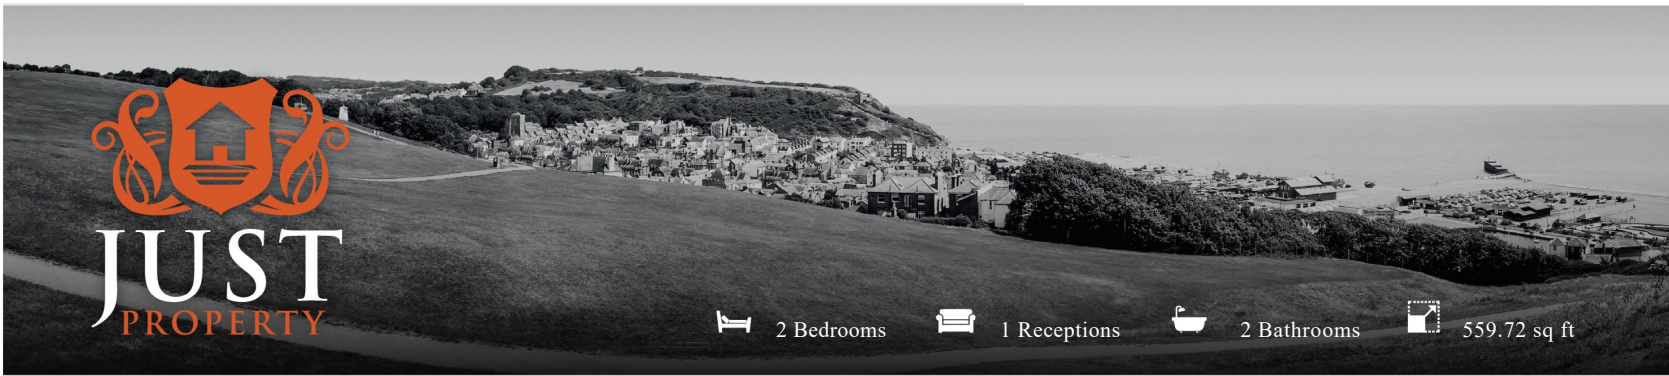 JUST
PROPERTY
2 Bedrooms
1 Receptions
2 Bathrooms
559.72 sq ft